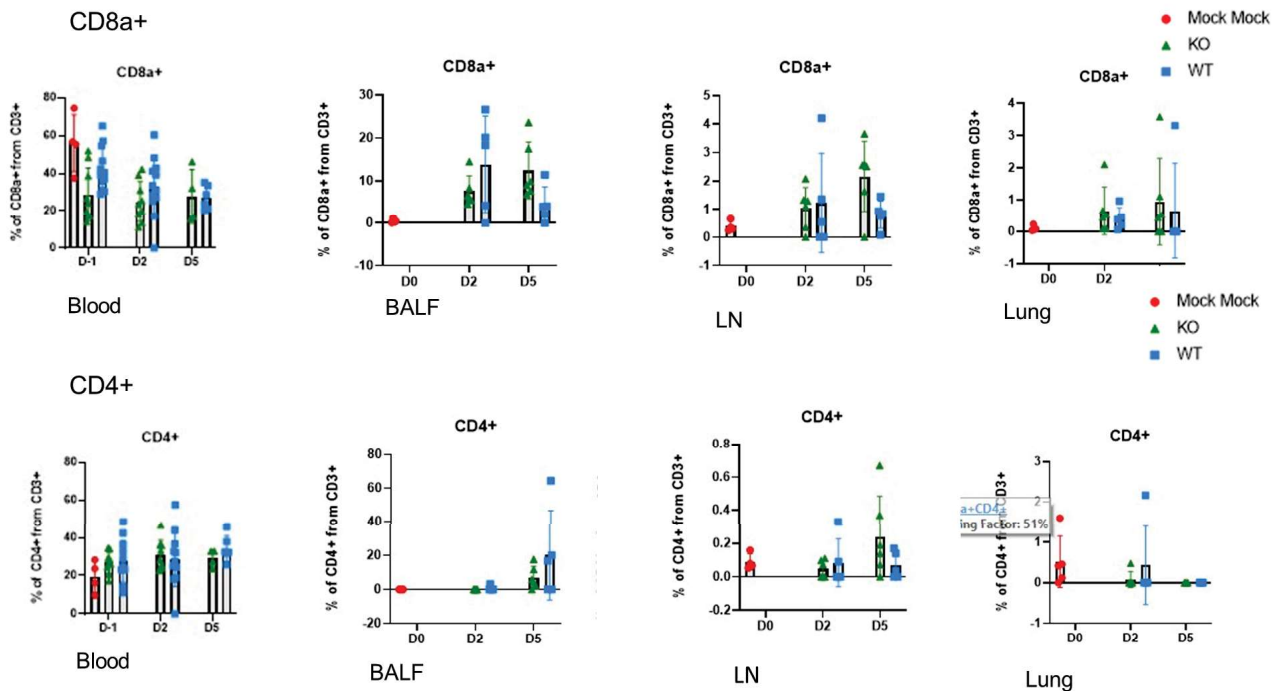 CD8a+
Mock Mock
KO
WT
CD8a+
% of CD8a+ from CD3+
80
60
40
20
0
D-1
D2
D5
Blood
CD8a+
% of CD8a+ from CD3+
30
20
10
0
-10
D0
D2
D5
BALF
CD8a+
% of CD8a+ from CD3+
5
4
3
2
1
0
-1
D0
D2
D5
LN
CD8a+
% of CD8a+ from CD3+
4
3
2
1
0
-1
D0
D2
Lung
Mock Mock
KO
WT
CD4+
CD4+
% of CD4+ from CD3+
80
60
40
20
0
D-1
D2
D5
Blood
CD4+
% of CD4+ from CD3+
80
60
40
20
0
-20
D0
D2
D5
BALF
CD4+
% of CD4+ from CD3+
0.8
0.6
0.4
0.2
0.0
-0.2
D0
D2
D5
LN
CD4+
% of CD4+ from CD3+
3
2
1
0
-1
a+CD4+
ing Factor: 51%
D0
D2
D5
Lung